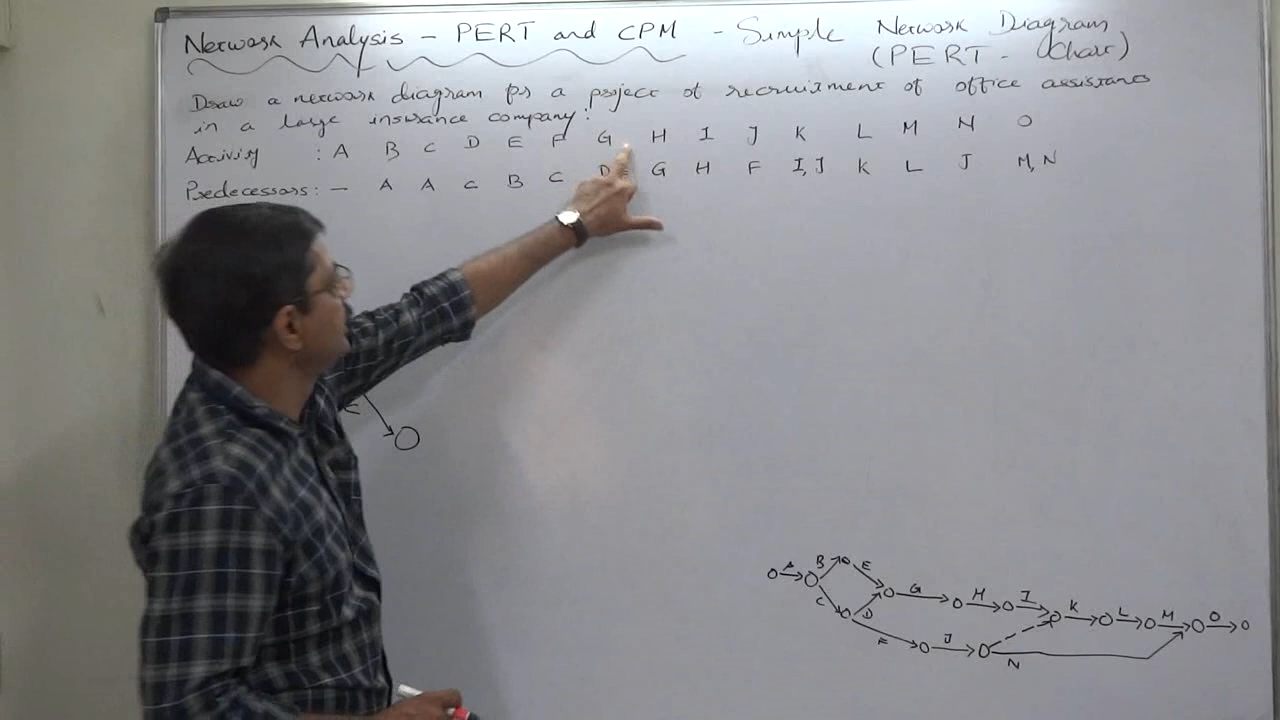 Network Analysis - PERT and CPM - Simple Network Diagram
(PERT - Chart)
Draw a network diagram for a project of recruitment of office assistants
in a large insurance company:
Activity : A B C D E F G H I J K L M N O
Predecessors: - A A C B C D G H F I,J K L J M,N
C
A B E G H I K L M O
C D
F J N